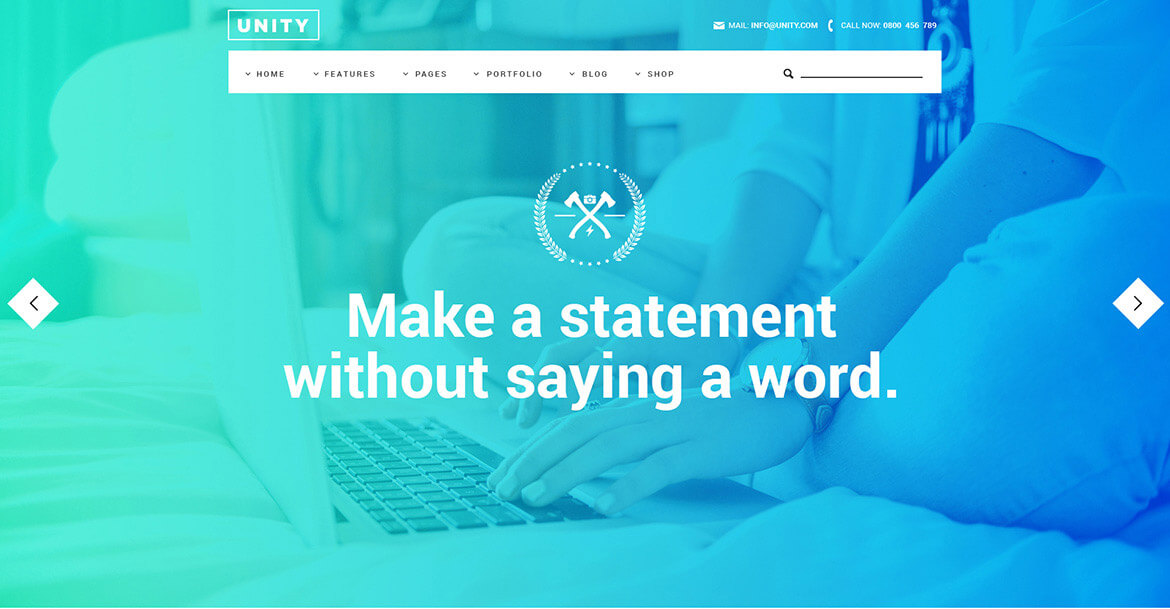 UNITY
MAIL: INFO@UNITY.COM CALL NOW: 0800 456 789
HOME FEATURES PAGES PORTFOLIO BLOG SHOP
Make a statement
without saying a word.